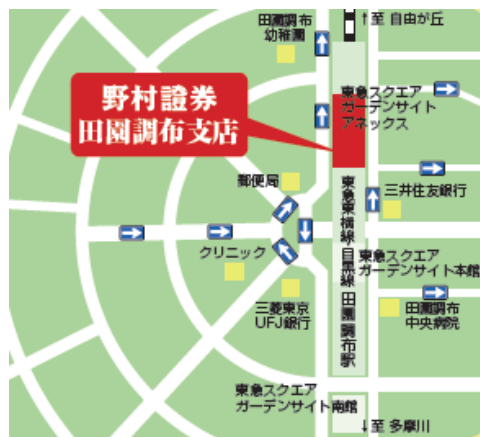 田園調布
幼稚園
↑至 自由が丘
野村證券
田園調布支店
東急スクエア
ガーデンサイト
アネックス
郵便局
三井住友銀行
東急東横線・目黒線 田園調布駅
クリニック
東急スクエア
ガーデンサイト本館
三菱東京
UFJ銀行
田園調布
中央病院
東急スクエア
ガーデンサイト南館
↓至 多摩川